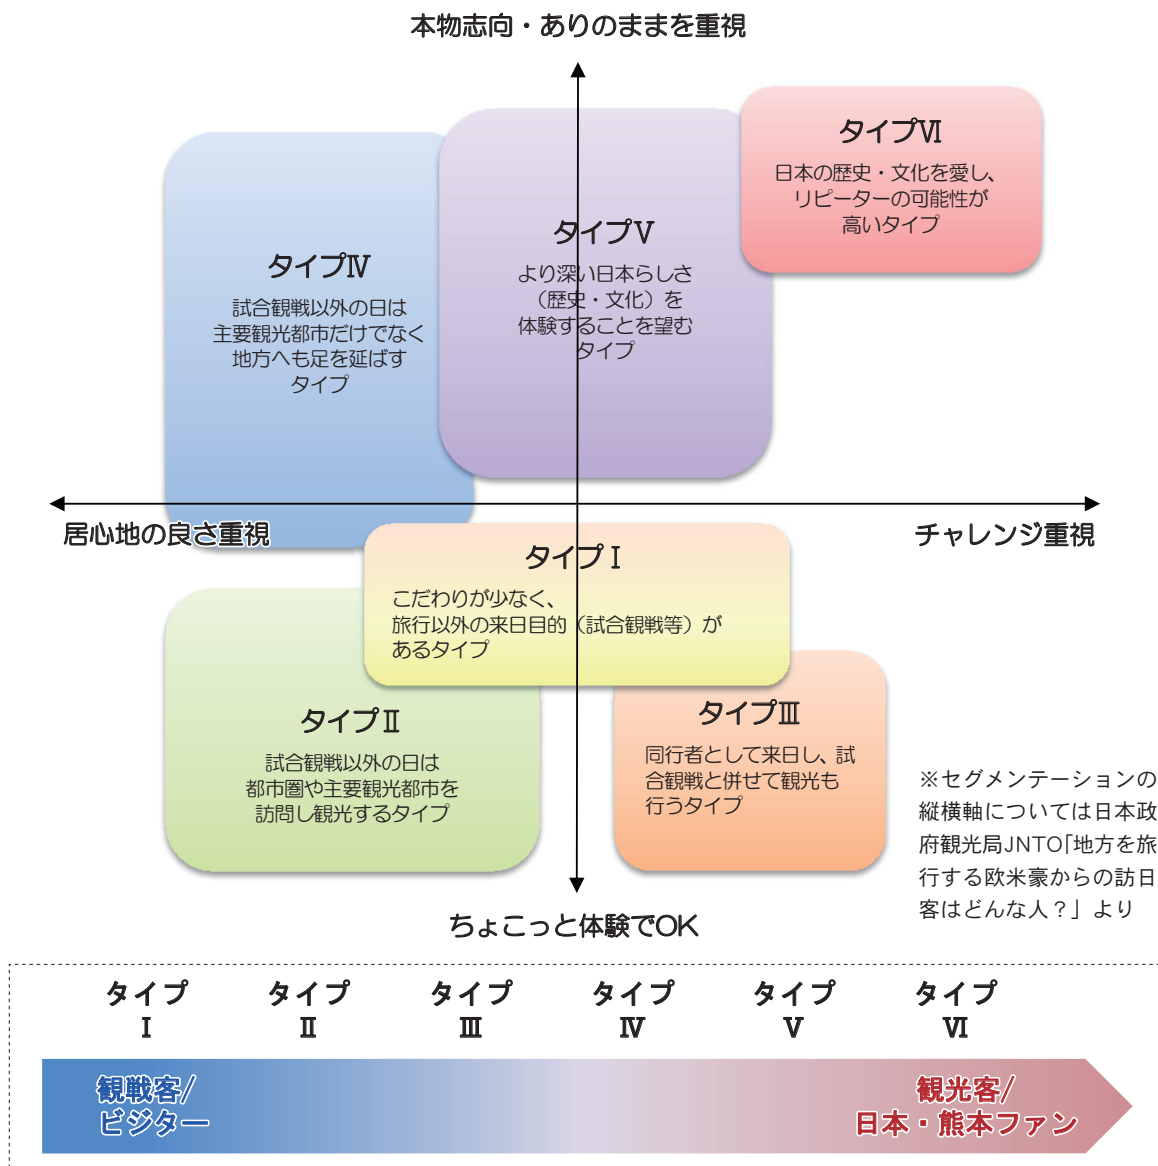 本物志向・ありのままを重視
タイプⅥ
日本の歴史・文化を愛し、
リピーターの可能性が
高いタイプ
タイプⅤ
より深い日本らしさ
（歴史・文化）を
体験することを望む
タイプ
タイプⅣ
試合観戦以外の日は
主要観光都市だけでなく
地方へも足を延ばす
タイプ
居心地の良さ重視
チャレンジ重視
タイプⅠ
こだわりが少なく、
旅行以外の来日目的（試合観戦等）が
あるタイプ
タイプⅡ
試合観戦以外の日は
都市圏や主要観光都市を
訪問し観光するタイプ
タイプⅢ
同行者として来日し、試
合観戦と併せて観光も
行うタイプ
※セグメンテーションの
縦横軸については日本政
府観光局JNTO「地方を旅
行する欧米豪からの訪日
客はどんな人？」より
ちょこっと体験でOK
タイプ
Ⅰ
タイプ
Ⅱ
タイプ
Ⅲ
タイプ
Ⅳ
タイプ
Ⅴ
タイプ
Ⅵ
観戦客/
ビジター
観光客/
日本・熊本ファン